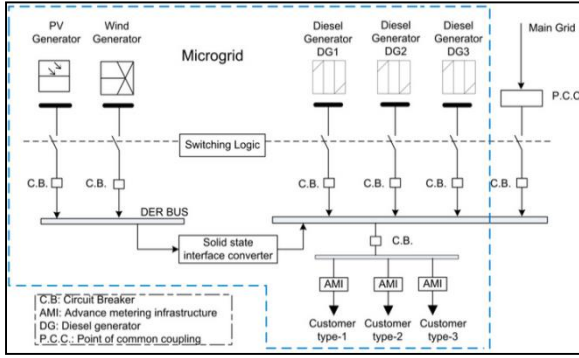 PV
Generator
Wind
Generator
Microgrid
Diesel
Generator
DG1
Diesel
Generator
DG2
Diesel
Generator
DG3
Main Grid
P.C.C
Switching Logic
C.B.
C.B.
C.B.
C.B.
C.B.
C.B.
DER BUS
Solid state
interface converter
C.B.
AMI
AMI
AMI
Customer
type-1
Customer
type-2
Customer
type-3
C.B: Circuit Breaker
AMI: Advance metering infrastructure
DG: Diesel generator
P.C.C.: Point of common coupling